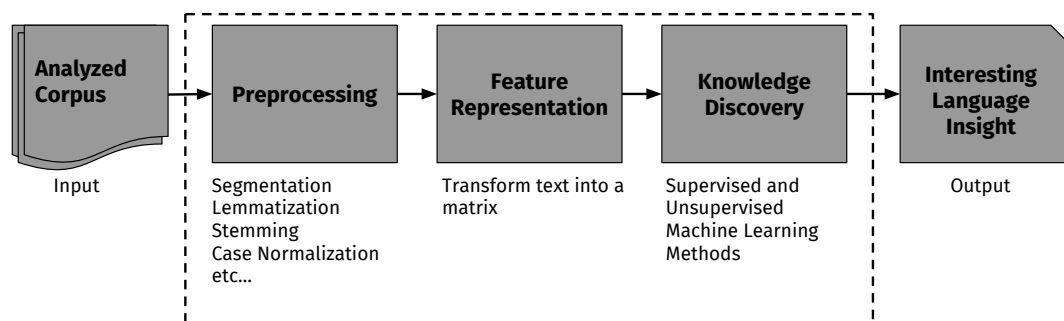 Analyzed
Corpus
Preprocessing
Feature
Representation
Knowledge
Discovery
Interesting
Language
Insight
Input
Segmentation
Lemmatization
Stemming
Case Normalization
etc...
Transform text into a
matrix
Supervised and
Unsupervised
Machine Learning
Methods
Output